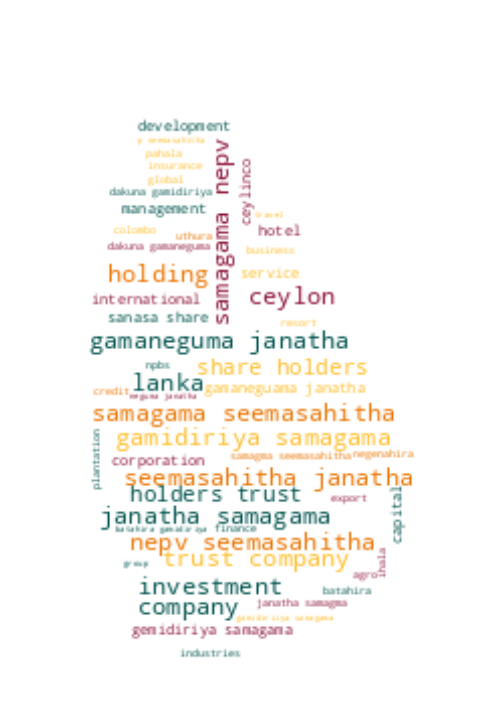 development
p seemasahitha
pahala
insurance
global
dakuna gamidiriya
samagama nepv
ceylinco
management
travel
colombo
uthura
hotel
dakuna gamaneguma
business
holding
service
international
ceylon
sanasa share
resort
gamaneguma janatha
npbs
share holders
lanka
gamaneguama janatha
credit
neguma janatha
samagama seemasahitha
gamidiriya samagama
plantation
samagma seemasahitha
negenahira
corporation
seemasahitha janatha
holders trust
export
capital
janatha samagama
batahira gamidiriya
finance
nepv seemasahitha
trust company
ihala
group
agro
investment
batahira
company
janatha samagma
gamidiriya samagama
gemidiriya samagama
industries